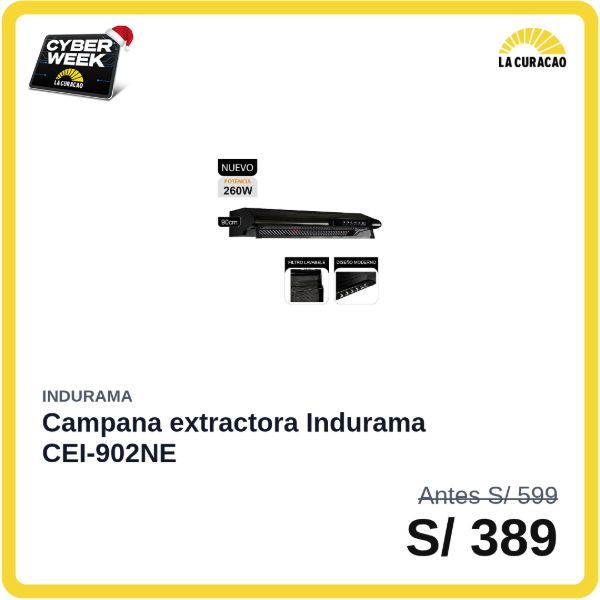 CYBER
WEEK
LA CURACAO
LA CURACAO
NUEVO
POTENCIA
260W
90cm
FILTRO LAVABLE
DISEÑO MODERNO
INDURAMA
Campana extractora Indurama
CEI-902NE
Antes S/ 599
S/ 389